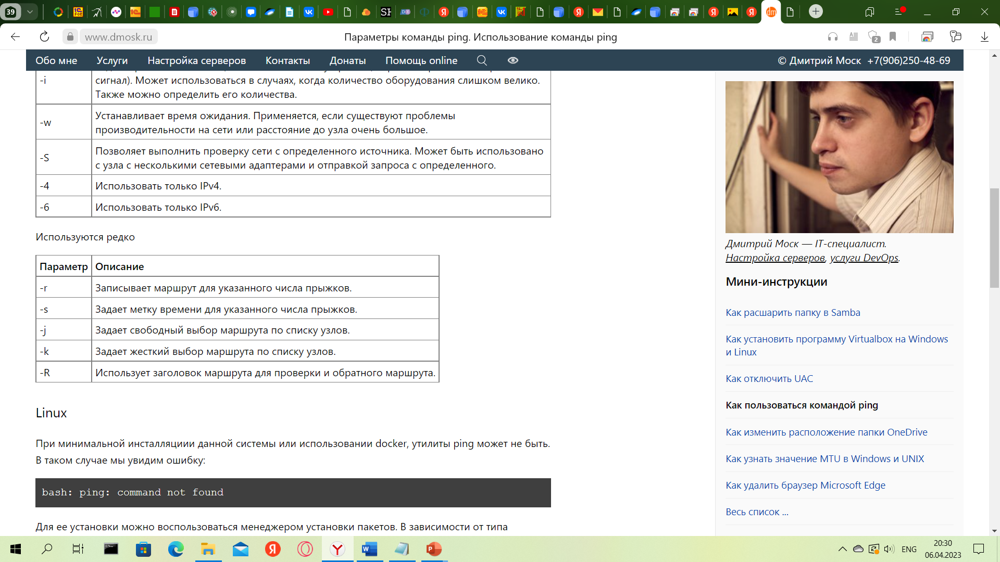 39
www.dmosk.ru
Параметры команды ping. Использование команды ping
2
Обо мне Услуги Настройка серверов Контакты Донаты Помощь online © Дмитрий Моск +7(906)250-48-69
-i
сигнал). Может использоваться в случаях, когда количество оборудования слишком велико.
Также можно определить его количества.
-w
Устанавливает время ожидания. Применяется, если существуют проблемы
производительности на сети или расстояние до узла очень большое.
-S
Позволяет выполнить проверку сети с определенного источника. Может быть использовано
с узла с несколькими сетевыми адаптерами и отправкой запроса с определенного.
-4 Использовать только IPv4.
-6 Использовать только IPv6.
Используются редко
Параметр Описание
-r Записывает маршрут для указанного числа прыжков.
-s Задает метку времени для указанного числа прыжков.
-j Задает свободный выбор маршрута по списку узлов.
-k Задает жесткий выбор маршрута по списку узлов.
-R Использует заголовок маршрута для проверки и обратного маршрута.
Linux
При минимальной инсталляциии данной системы или использовании docker, утилиты ping может не быть.
В таком случае мы увидим ошибку:
bash: ping: command not found
Для ее установки можно воспользоваться менеджером установки пакетов. В зависимости от типа
Дмитрий Моск — IT-специалист.
Настройка серверов, услуги DevOps.
Мини-инструкции
Как расшарить папку в Samba
Как установить программу Virtualbox на Windows
и Linux
Как отключить UAC
Как пользоваться командой ping
Как изменить расположение папки OneDrive
Как узнать значение MTU в Windows и UNIX
Как удалить браузер Microsoft Edge
Весь список ...
ENG
20:30
06.04.2023